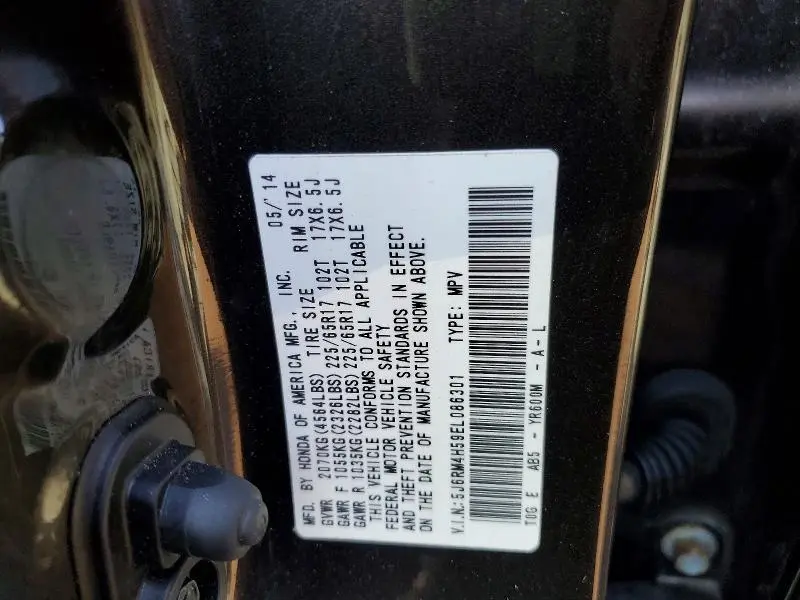 MFD. BY HONDA OF AMERICA MFG., INC. 05/'14
GVWR 2070KG(4564LBS) TIRE SIZE RIM SIZE
GAWR F 1055KG(2326LBS) 225/65R17 102T 17X6.5J
GAWR R 1035KG(2282LBS) 225/65R17 102T 17X6.5J
THIS VEHICLE CONFORMS TO ALL APPLICABLE
FEDERAL MOTOR VEHICLE SAFETY
AND THEFT PREVENTION STANDARDS IN EFFECT
ON THE DATE OF MANUFACTURE SHOWN ABOVE.
V.I.N.: 5J6RM4H59EL086301 TYPE: MPV
T0G E AB5 - YR600M - A - L